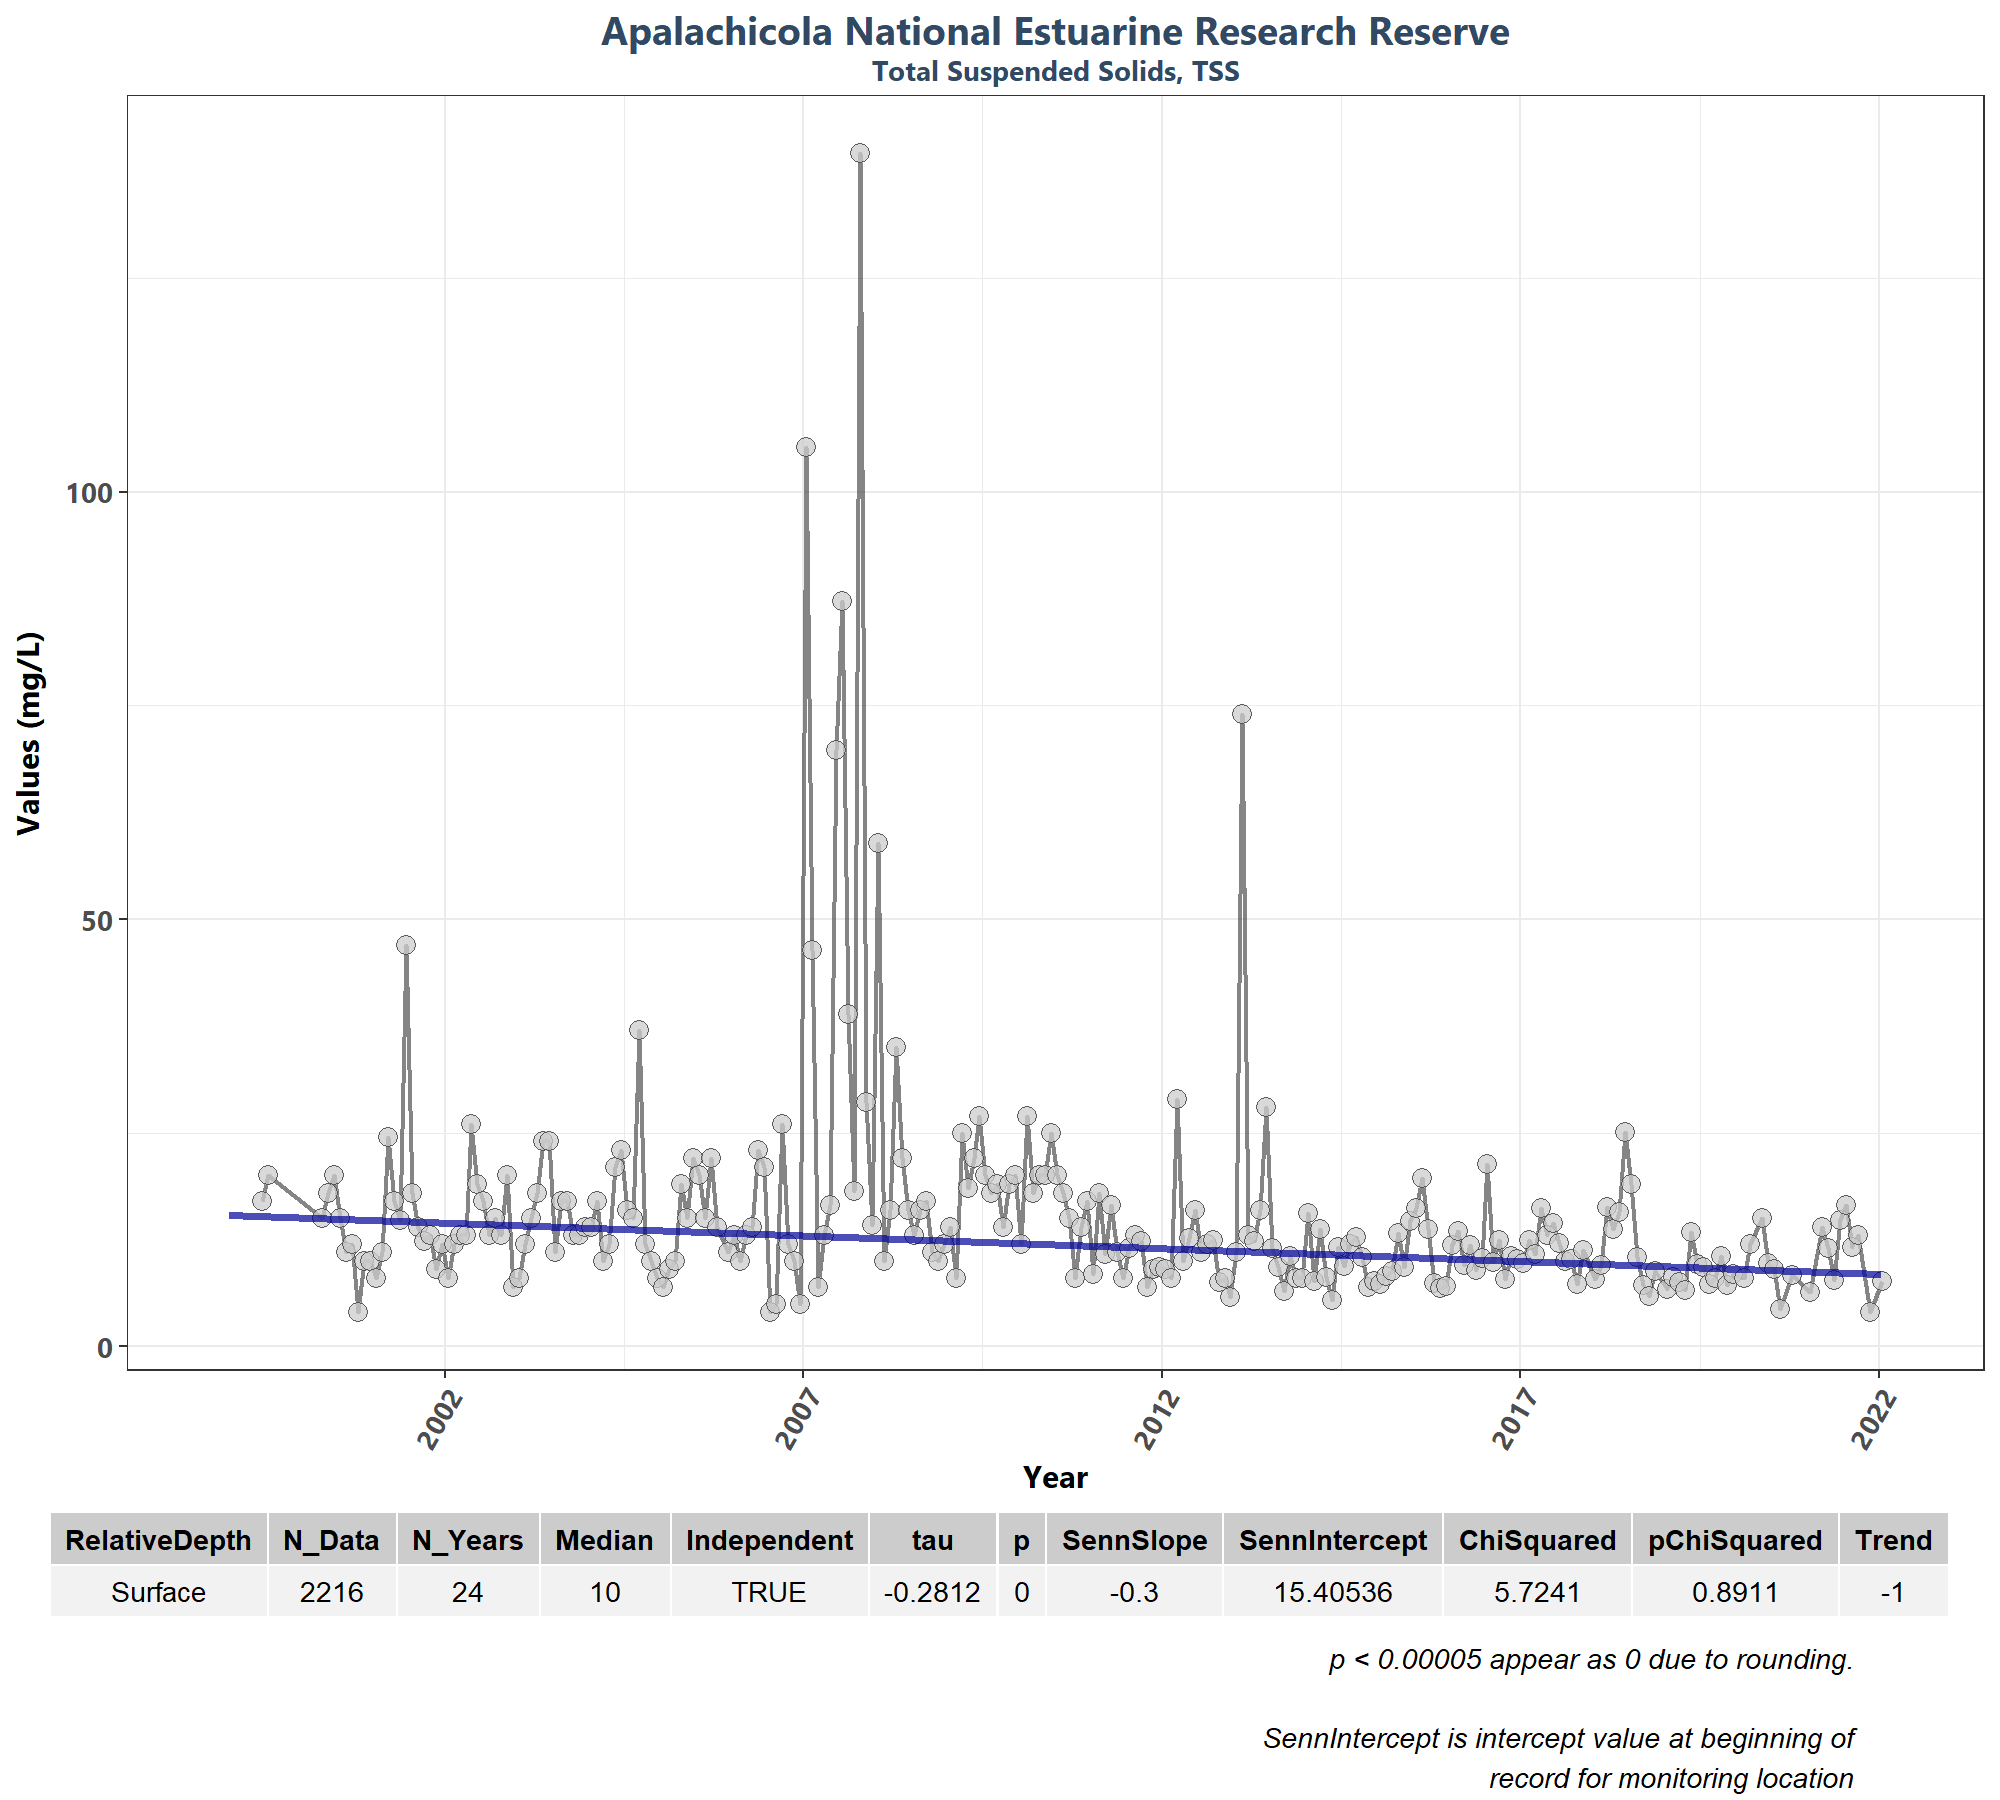 Apalachicola National Estuarine Research Reserve
Total Suspended Solids, TSS
Values (mg/L)
100
50
0
2002
2007
2012
2017
2022
Year
RelativeDepth N_Data N_Years Median Independent tau p SennSlope SennIntercept ChiSquared pChiSquared Trend
Surface 2216 24 10 TRUE -0.2812 0 -0.3 15.40536 5.7241 0.8911 -1
p < 0.00005 appear as 0 due to rounding.
SennIntercept is intercept value at beginning of
record for monitoring location